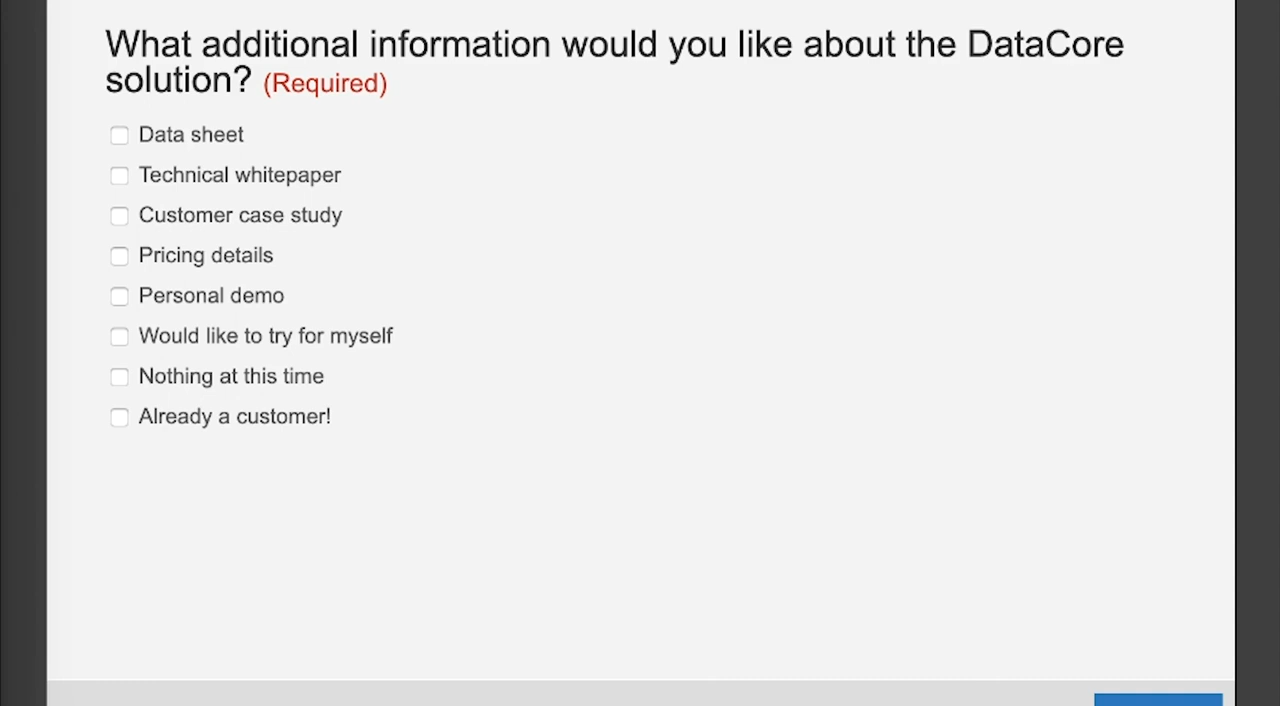 What additional information would you like about the DataCore
solution? (Required)
Data sheet
Technical whitepaper
Customer case study
Pricing details
Personal demo
Would like to try for myself
Nothing at this time
Already a customer!